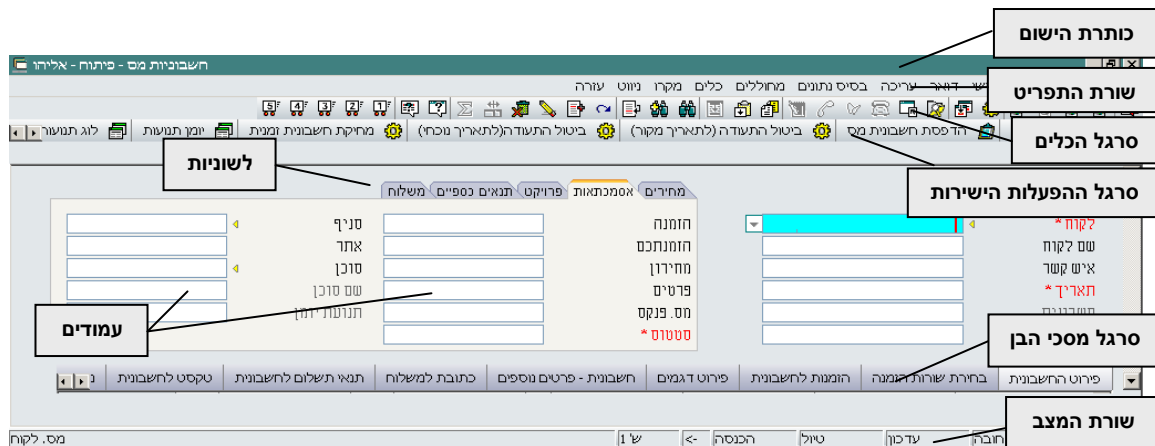 כותרת הישום
חשבוניות מס - פיתוח - אליהו
שורת התפריט
דואר עריכה בסיס נתונים מחוללים כלים מקרו ניווט עזרה
סרגל הכלים
הדפסת חשבונית מס ביטול התעודה (לתאריך מקור) ביטול התעודה(לתאריך נוכחי) מחיקת חשבונית זמנית יומן תנועות לוג תנועור
לשוניות
סרגל ההפעלות הישירות
מחירים אסמכתאות פרויקט תנאים כספיים משלוח
לקוח * הזמנה סניף
שם לקוח הזמנתכם אתר
איש קשר מחירון סוכן
תאריך * פרטים שם סוכן
חשבונית מס. פנקס תנועת יומן
סטטוס *
עמודים
סרגל מסכי הבן
פירוט החשבונית בחירת שורות הזמנה הזמנות לחשבונית פירוט דגמים חשבונית - פרטים נוספים כתובת למשלוח תנאי תשלום לחשבונית טקסט לחשבונית
שורת המצב
חובה עדכון טיול הכנסה <- ש' 1 מס. לקוח